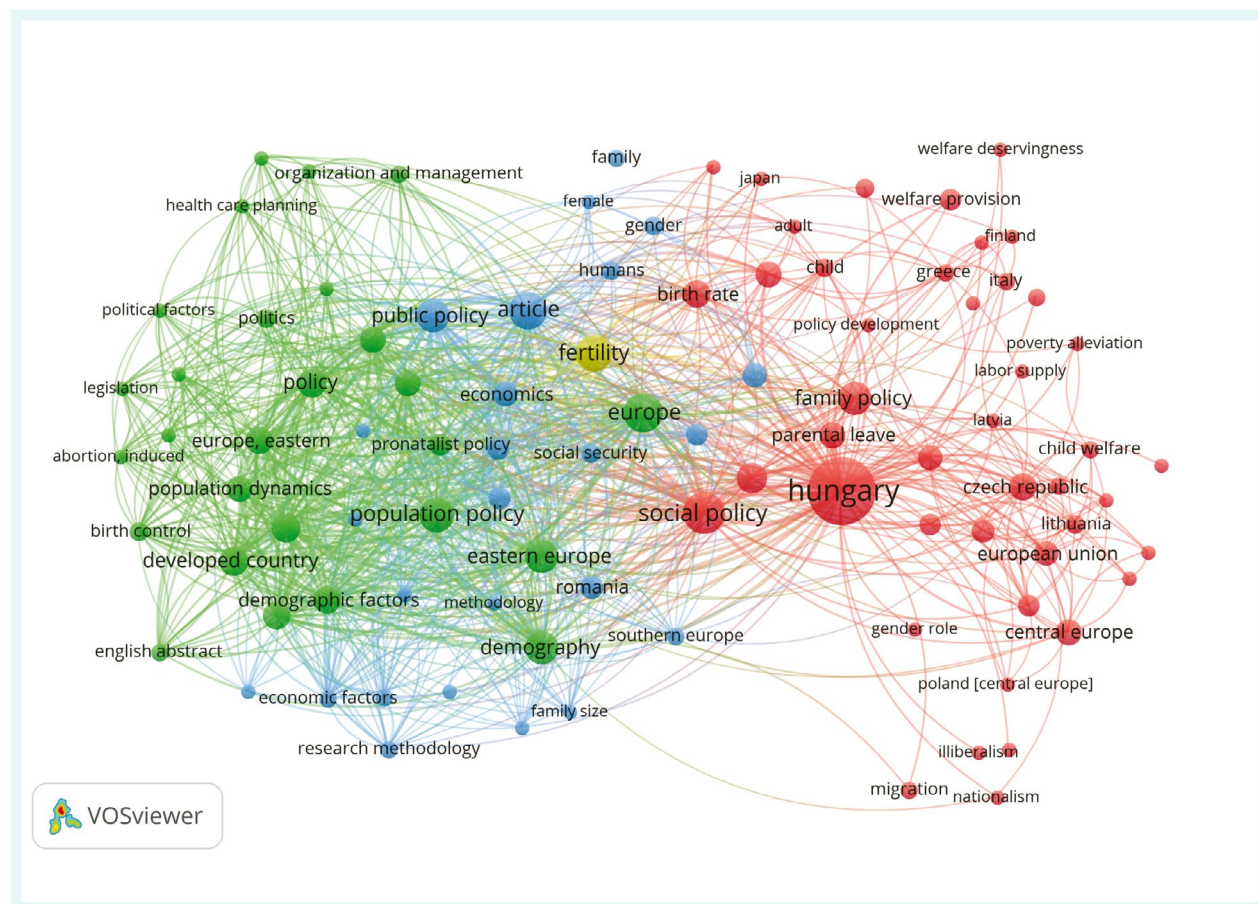 welfare deservingness
family
organization and management
japan
welfare provision
female
health care planning
gender
adult
finland
humans
child
greece
italy
birth rate
political factors
article
public policy
politics
policy development
poverty alleviation
fertility
labor supply
policy
legislation
economics
family policy
europe
latvia
parental leave
europe, eastern
pronatalist policy
child welfare
social security
abortion, induced
population dynamics
hungary
czech republic
population policy
social policy
lithuania
birth control
eastern europe
european union
developed country
romania
demographic factors
methodology
gender role
central europe
southern europe
demography
english abstract
poland [central europe]
economic factors
family size
research methodology
illiberalism
migration
nationalism
VOSviewer